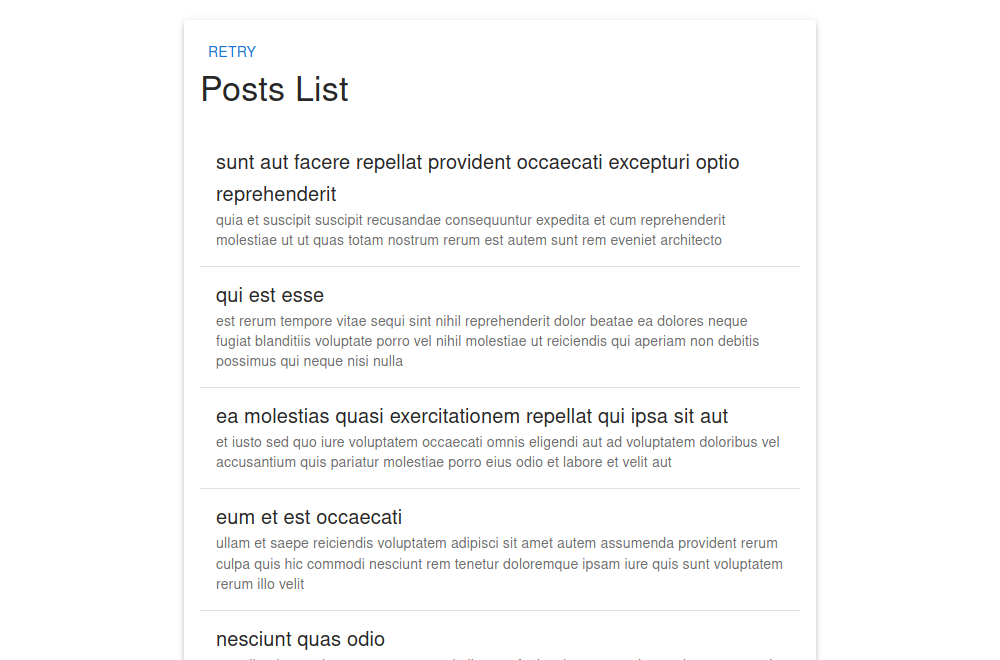 RETRY
Posts List
sunt aut facere repellat provident occaecati excepturi optio
reprehenderit
quia et suscipit suscipit recusandae consequuntur expedita et cum reprehenderit
molestiae ut ut quas totam nostrum rerum est autem sunt rem eveniet architecto
qui est esse
est rerum tempore vitae sequi sint nihil reprehenderit dolor beatae ea dolores neque
fugiat blanditiis voluptate porro vel nihil molestiae ut reiciendis qui aperiam non debitis
possimus qui neque nisi nulla
ea molestias quasi exercitationem repellat qui ipsa sit aut
et iusto sed quo iure voluptatem occaecati omnis eligendi aut ad voluptatem doloribus vel
accusantium quis pariatur molestiae porro eius odio et labore et velit aut
eum et est occaecati
ullam et saepe reiciendis voluptatem adipisci sit amet autem assumenda provident rerum
culpa quis hic commodi nesciunt rem tenetur doloremque ipsam iure quis sunt voluptatem
rerum illo velit
nesciunt quas odio